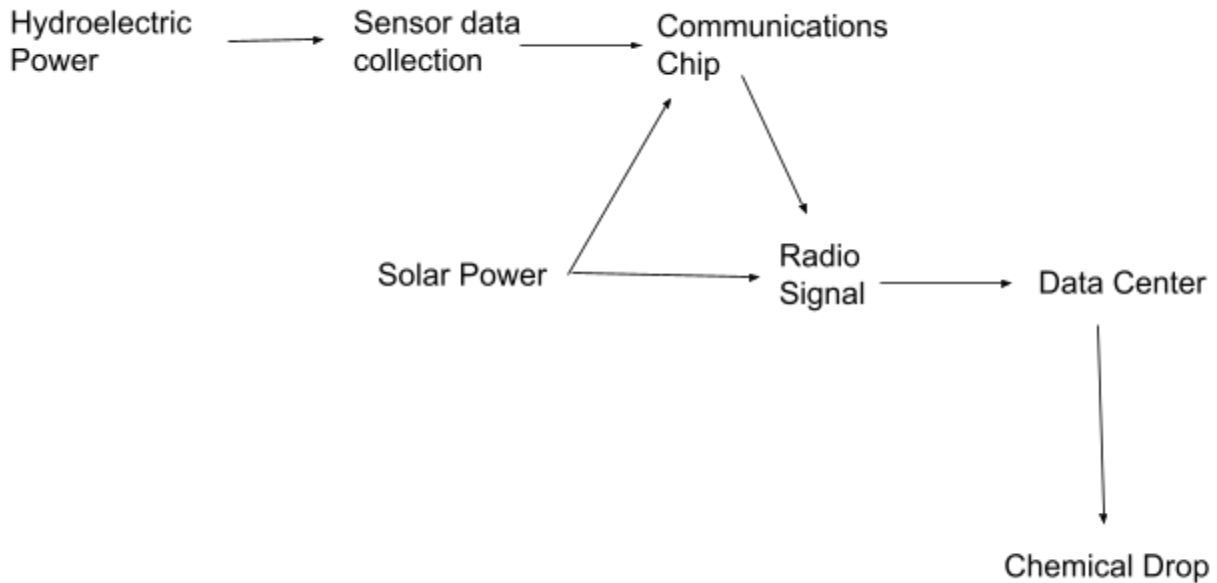 Hydroelectric
Power
Sensor data
collection
Communications
Chip
Solar Power
Radio
Signal
Data Center
Chemical Drop